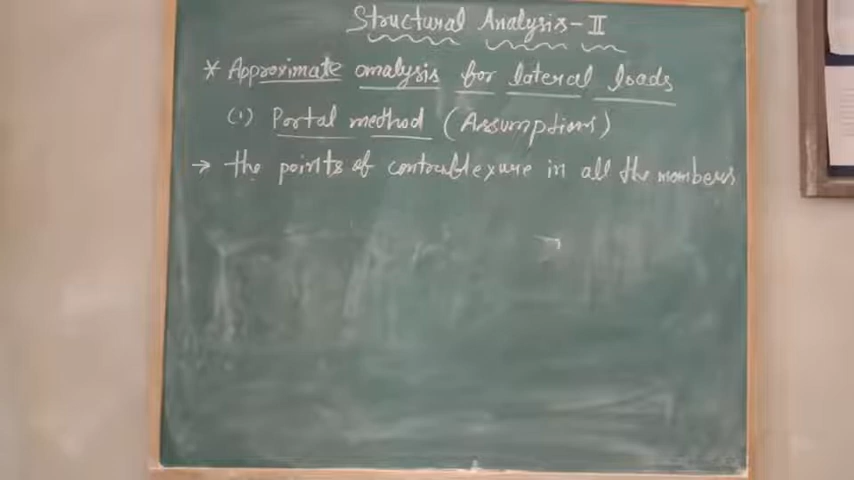 Structural Analysis-II
* Approximate analysis for lateral loads
(1) Portal method (Assumptions)
→ the points of contraflexure in all the members